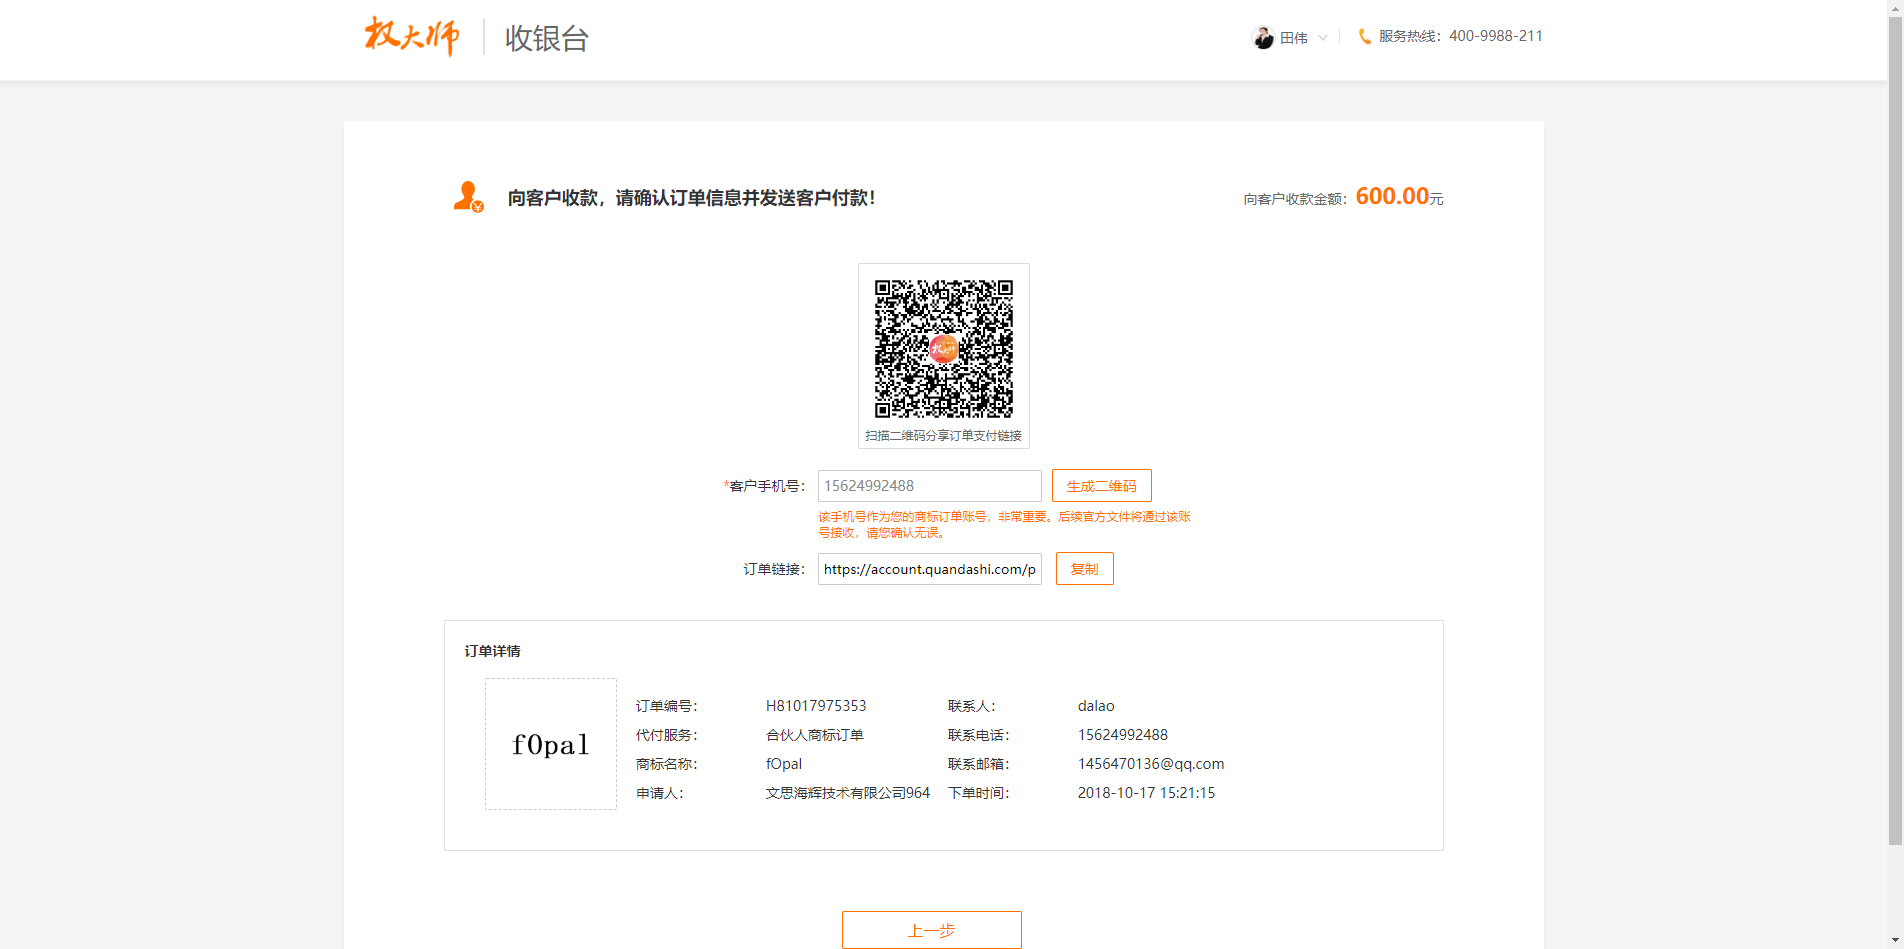 权大师 收银台 田伟 服务热线：400-9988-211
向客户收款，请确认订单信息并发送客户付款！ 向客户收款金额：600.00元
权大师
扫描二维码分享订单支付链接
*客户手机号： 15624992488 生成二维码
该手机号作为您的商标订单账号，非常重要。后续官方文件将通过该账
号接收，请您确认无误。
订单链接： https://account.quandashi.com/p 复制
订单详情
fOpal
订单编号： H81017975353 联系人： dalao
代付服务： 合伙人商标订单 联系电话： 15624992488
商标名称： fOpal 联系邮箱： 1456470136@qq.com
申请人： 文思海辉技术有限公司964 下单时间： 2018-10-17 15:21:15
上一步